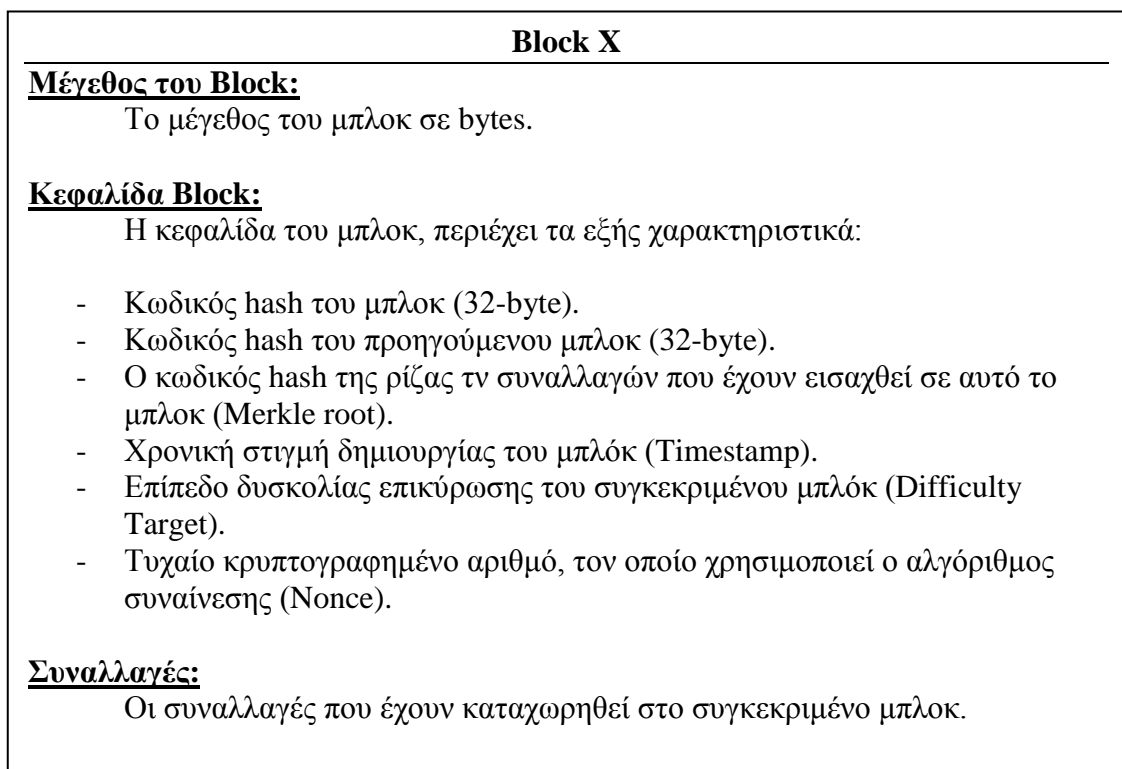 Block X
Μέγεθος του Block:
Το μέγεθος του μπλοκ σε bytes.
Κεφαλίδα Block:
Η κεφαλίδα του μπλοκ, περιέχει τα εξής χαρακτηριστικά:
- Κωδικός hash του μπλοκ (32-byte).
- Κωδικός hash του προηγούμενου μπλοκ (32-byte).
- Ο κωδικός hash της ρίζας τν συναλλαγών που έχουν εισαχθεί σε αυτό το
μπλοκ (Merkle root).
- Χρονική στιγμή δημιουργίας του μπλόκ (Timestamp).
- Επίπεδο δυσκολίας επικύρωσης του συγκεκριμένου μπλόκ (Difficulty
Target).
- Τυχαίο κρυπτογραφημένο αριθμό, τον οποίο χρησιμοποιεί ο αλγόριθμος
συναίνεσης (Nonce).
Συναλλαγές:
Οι συναλλαγές που έχουν καταχωρηθεί στο συγκεκριμένο μπλοκ.